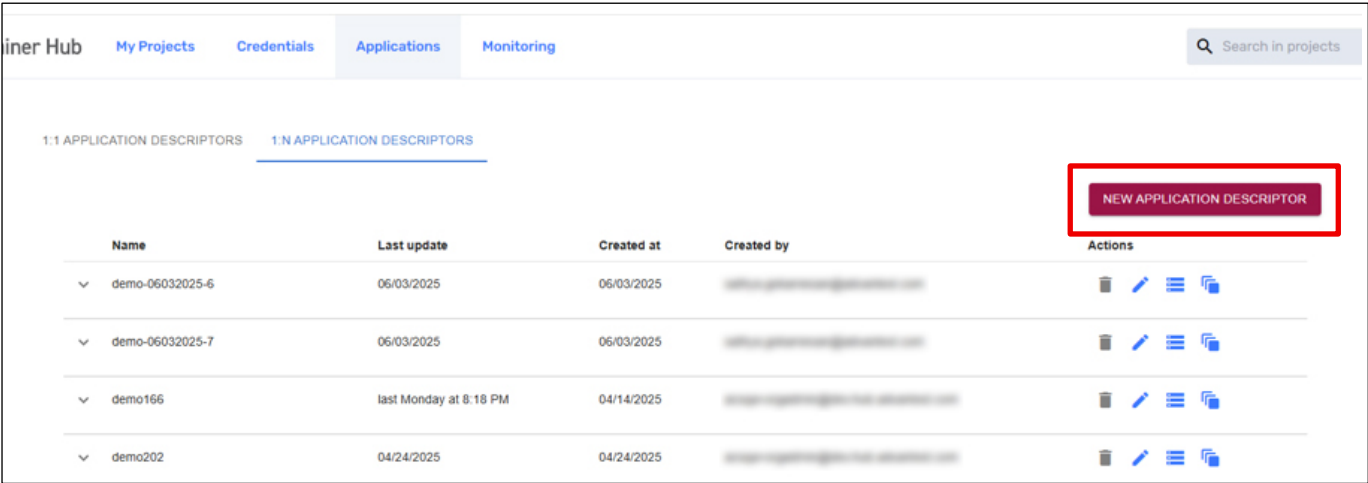 iner Hub My Projects Credentials Applications Monitoring Search in projects
1:1 APPLICATION DESCRIPTORS 1:N APPLICATION DESCRIPTORS
NEW APPLICATION DESCRIPTOR
Name Last update Created at Created by Actions
demo-06032025-6 06/03/2025 06/03/2025
demo-06032025-7 06/03/2025 06/03/2025
demo166 last Monday at 8:18 PM 04/14/2025
demo202 04/24/2025 04/24/2025